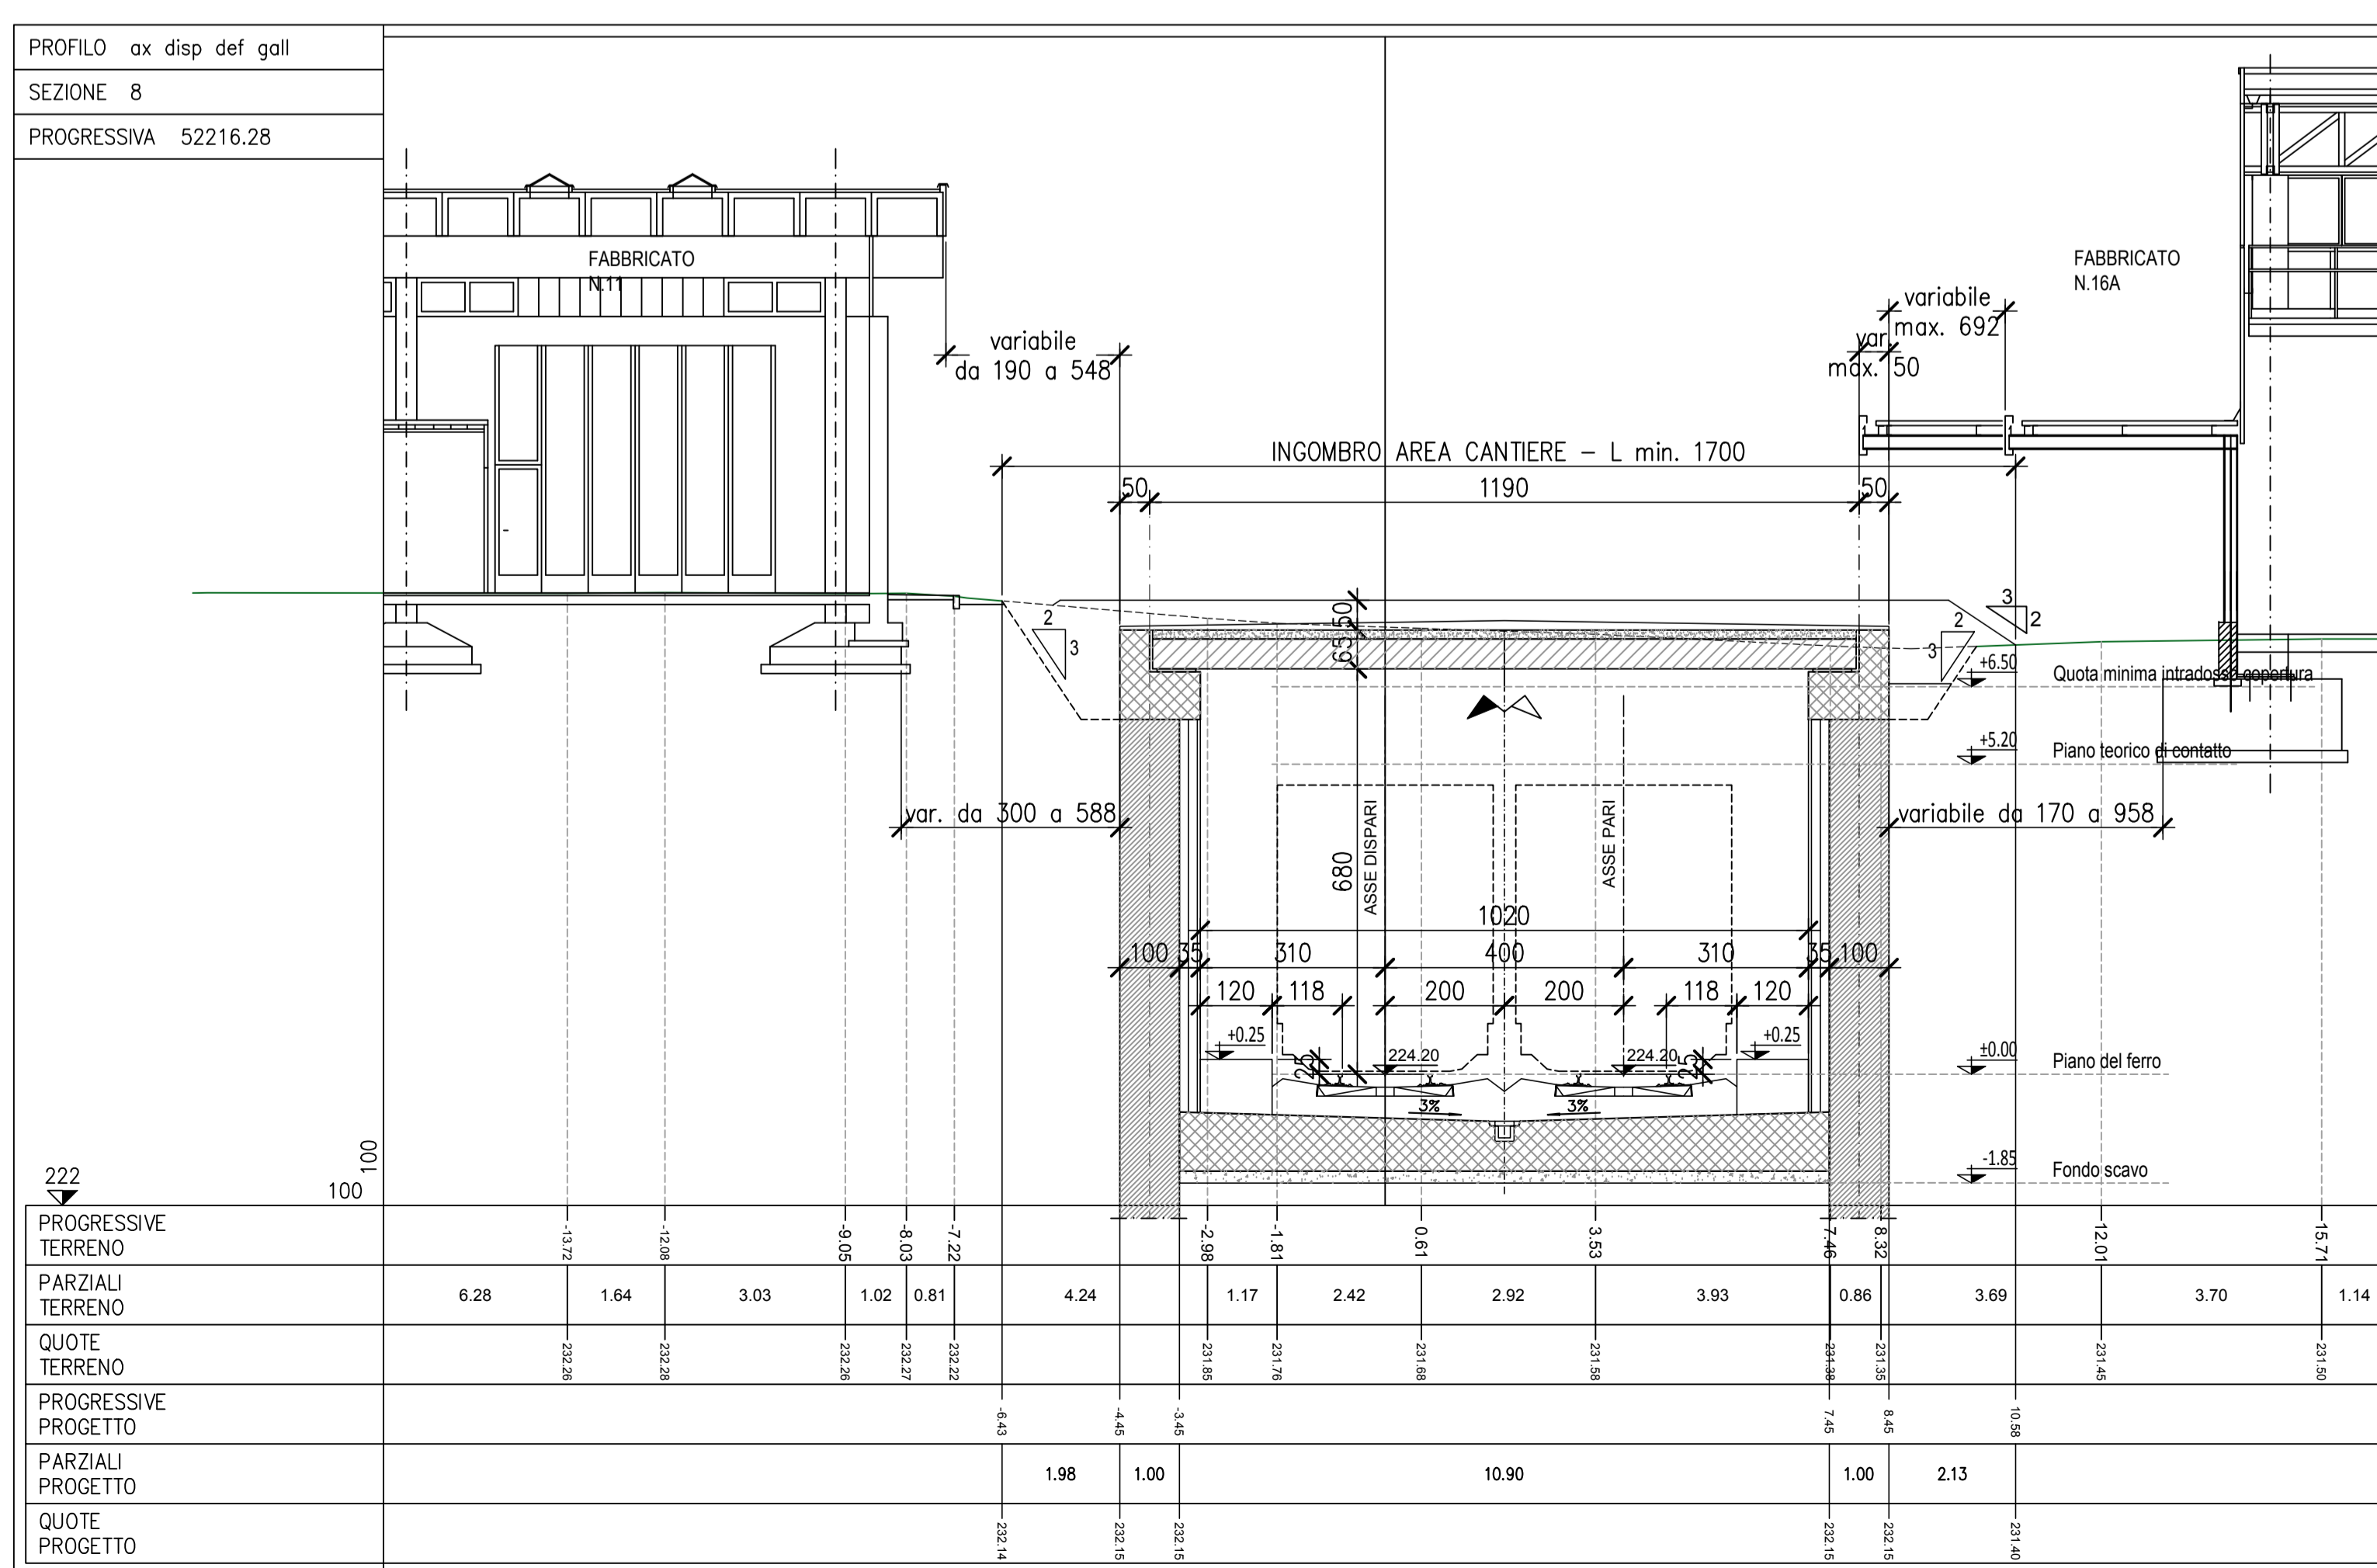 PROFILO ax disp def gall
SEZIONE 8
PROGRESSIVA 52216.28
FABBRICATO
N.11
FABBRICATO
N.16A
variabile
da 190 a 548
variabile
max. 692
var.
max. 50
INGOMBRO AREA CANTIERE - L min. 1700
50
1190
50
50
65
2
3
2
3
3
2
+6.50
Quota minima intradosso copertura
+5.20
Piano teorico di contatto
var. da 300 a 588
variabile da 170 a 958
680
ASSE DISPARI
ASSE PARI
1020
100 35 310 400 310 35 100
120 118 200 200 118 120
+0.25
+0.25
25
224.20
224.20
25
±0.00
Piano del ferro
3%
3%
-1.85
Fondo scavo
222
100
100
PROGRESSIVE
TERRENO
-13.72 -12.08 -9.05 -8.03 -7.22 -2.98 -1.81 0.61 3.53 7.46 8.32 12.01 15.71
PARZIALI
TERRENO
6.28 1.64 3.03 1.02 0.81 4.24 1.17 2.42 2.92 3.93 0.86 3.69 3.70 1.14
QUOTE
TERRENO
232.26 232.28 232.26 232.27 232.22 231.85 231.76 231.68 231.58 231.38 231.35 231.45 231.50
PROGRESSIVE
PROGETTO
-6.43 -4.45 -3.45 7.45 8.45 10.58
PARZIALI
PROGETTO
1.98 1.00 10.90 1.00 2.13
QUOTE
PROGETTO
232.14 232.15 232.15 232.15 232.15 231.40